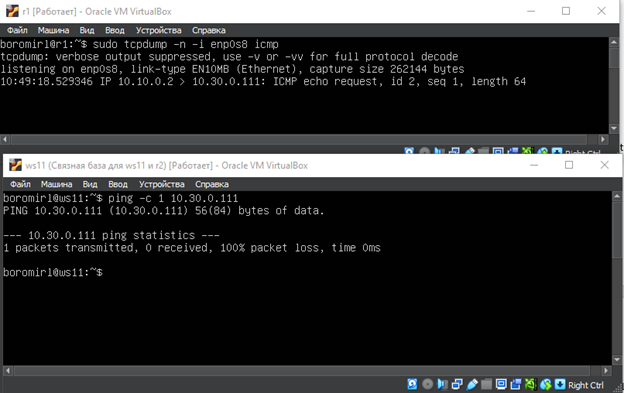 r1 [Работает] - Oracle VM VirtualBox
Файл Машина Вид Ввод Устройства Справка
boromirl@r1:~$ sudo tcpdump -n -i enp0s8 icmp
tcpdump: verbose output suppressed, use -v or -vv for full protocol decode
listening on enp0s8, link-type EN10MB (Ethernet), capture size 262144 bytes
10:49:18.529346 IP 10.10.0.2 > 10.30.0.111: ICMP echo request, id 2, seq 1, length 64
Right Ctrl
ws11 (Связная база для ws11 и r2) [Работает] - Oracle VM VirtualBox
Файл Машина Вид Ввод Устройства Справка
boromirl@ws11:~$ ping -c 1 10.30.0.111
PING 10.30.0.111 (10.30.0.111) 56(84) bytes of data.
--- 10.30.0.111 ping statistics ---
1 packets transmitted, 0 received, 100% packet loss, time 0ms
boromirl@ws11:~$
Right Ctrl